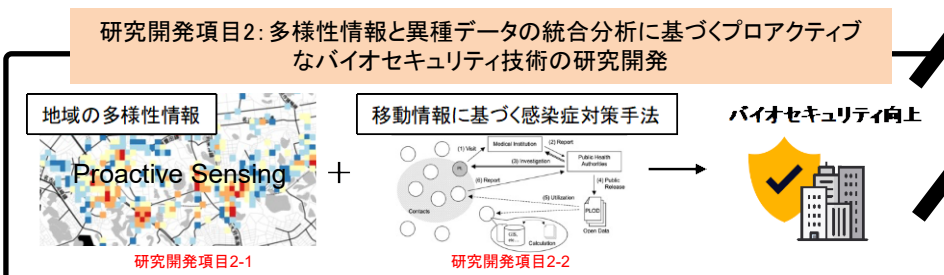 研究開発項目2：多様性情報と異種データの統合分析に基づくプロアクティブ
なバイオセキュリティ技術の研究開発
地域の多様性情報
Proactive Sensing
研究開発項目2-1
+
移動情報に基づく感染症対策手法
Medical Institution
(1) Visit
(2) Report
(3) Investigation
Public Health
Authorities
(6) Report
(4) Public
Release
(5) Utilization
Contacts
PLOD
Open Data
Calculation
研究開発項目2-2
バイオセキュリティ向上